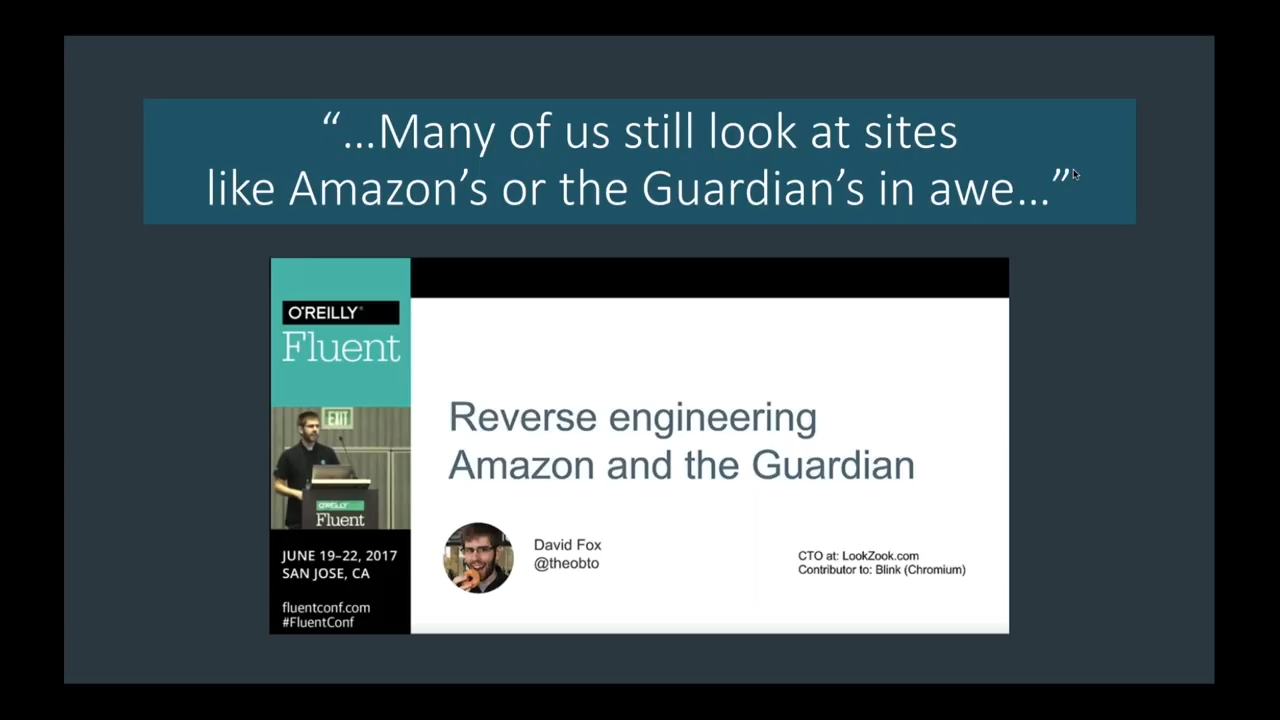 “…Many of us still look at sites
like Amazon’s or the Guardian’s in awe…”
O'REILLY®
Fluent
EXIT
O'REILLY
Fluent
JUNE 19–22, 2017
SAN JOSE, CA
fluentconf.com
#FluentConf
Reverse engineering
Amazon and the Guardian
David Fox
@theobto
CTO at: LookZook.com
Contributor to: Blink (Chromium)